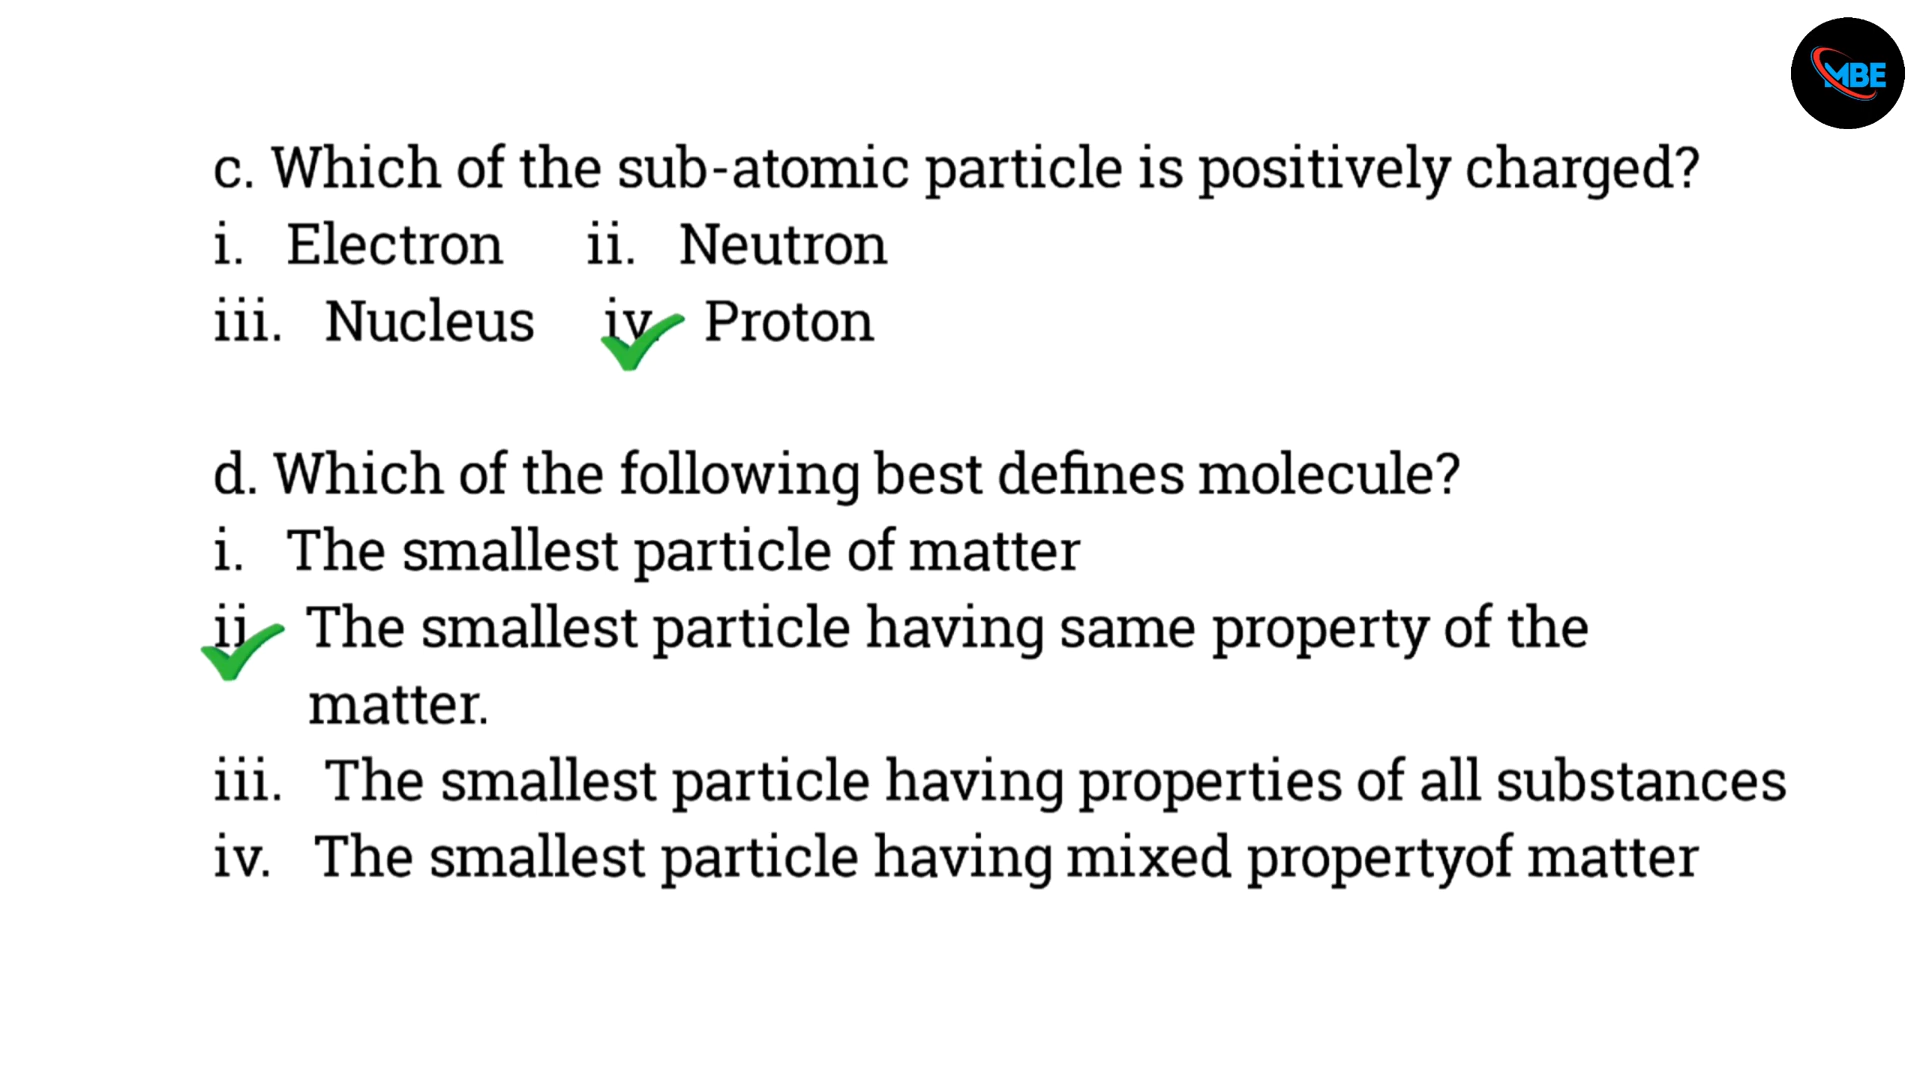 MBE
c. Which of the sub-atomic particle is positively charged?
i. Electron ii. Neutron
iii. Nucleus iv. Proton
d. Which of the following best defines molecule?
i. The smallest particle of matter
ii The smallest particle having same property of the
matter.
iii. The smallest particle having properties of all substances
iv. The smallest particle having mixed propertyof matter